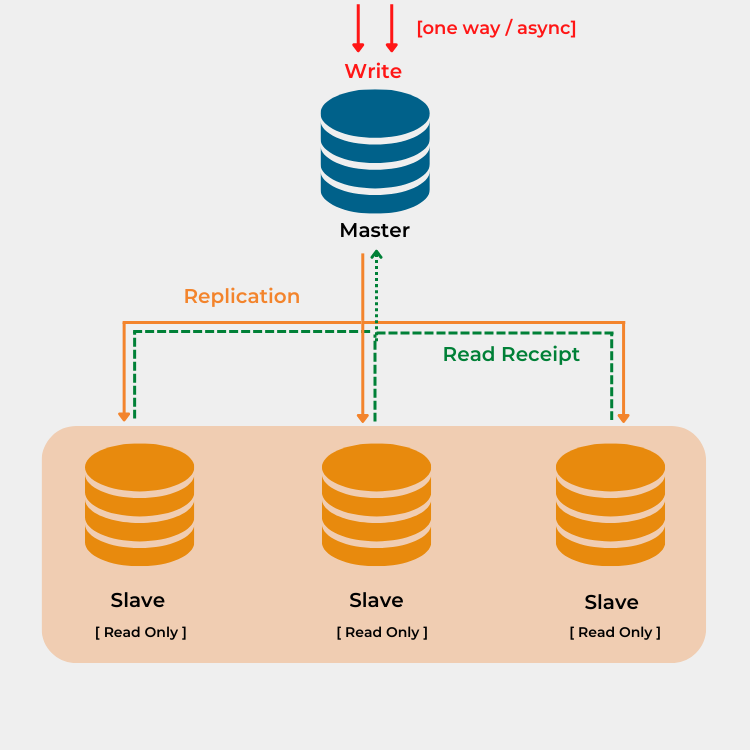 [one way / async]
Write
Master
Replication
Read Receipt
Slave
[ Read Only ]
Slave
[ Read Only ]
Slave
[ Read Only ]